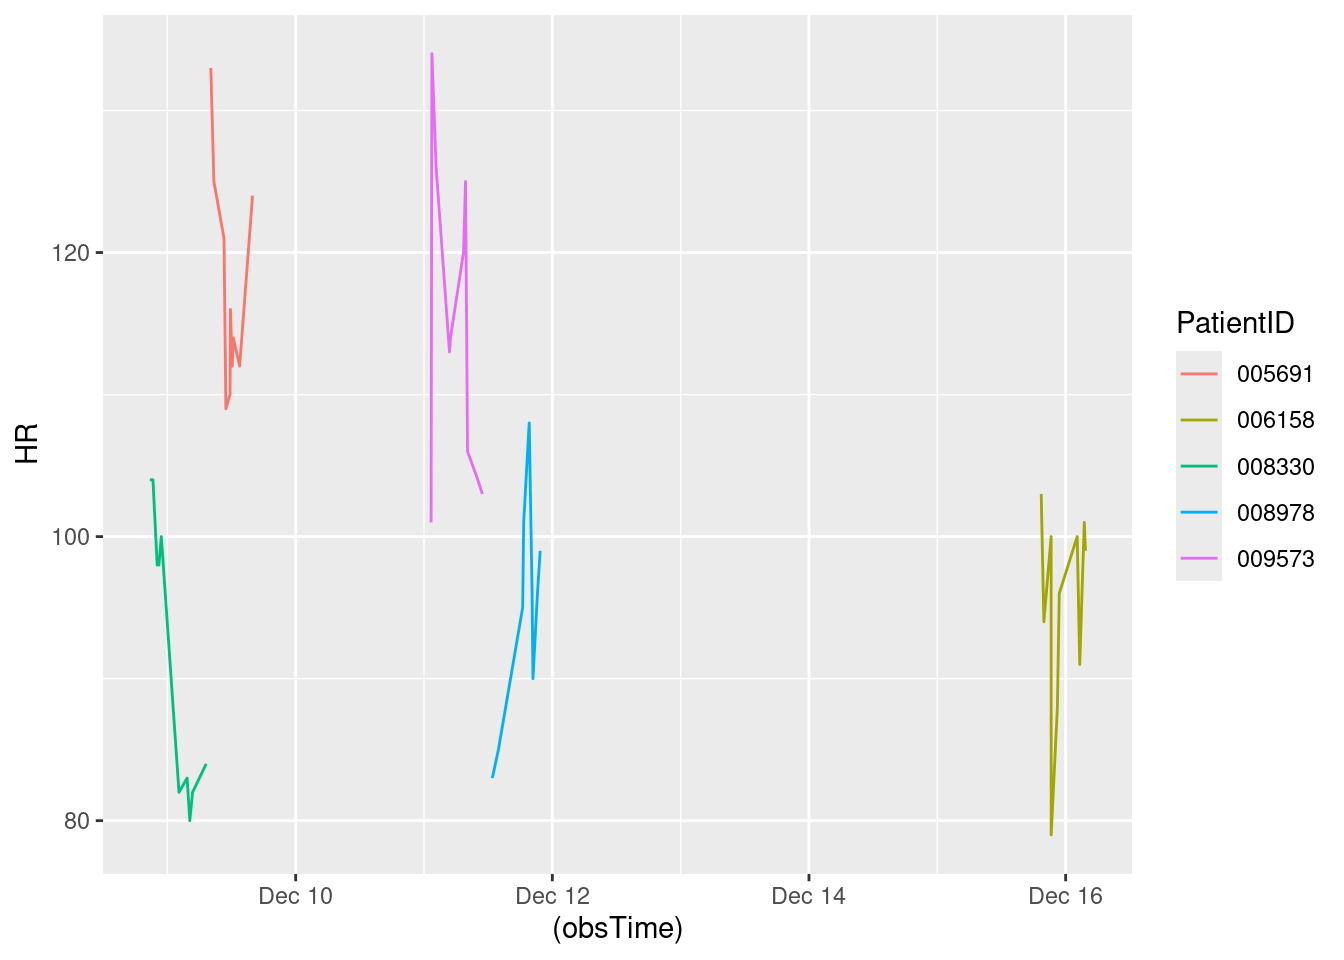 HR
120
100
80
Dec 10
Dec 12
Dec 14
Dec 16
(obsTime)
PatientID
005691
006158
008330
008978
009573